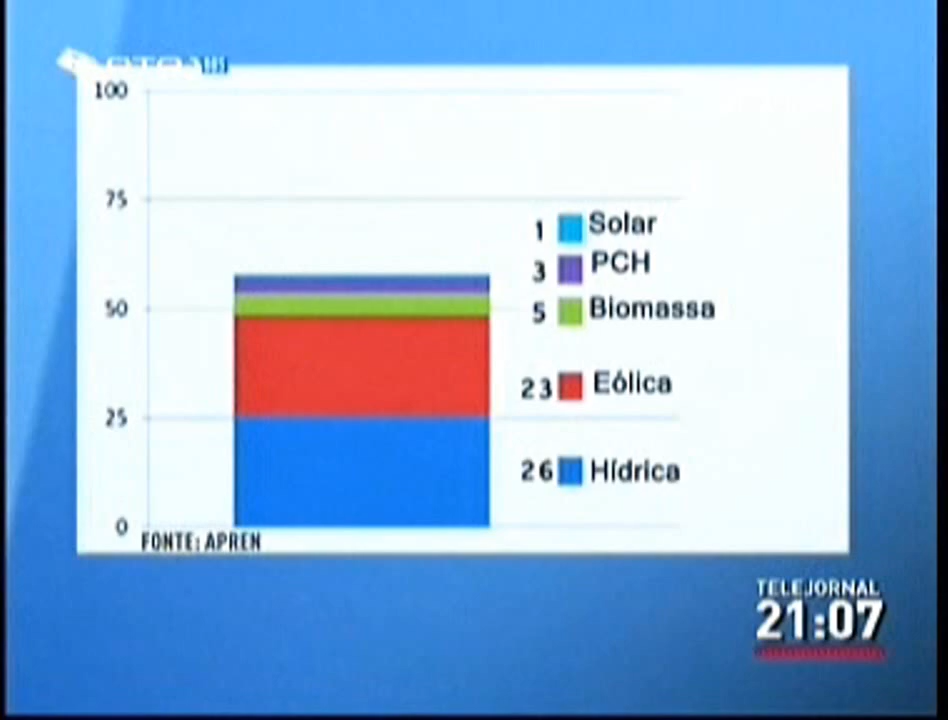 100
75
50
25
0
1 Solar
3 PCH
5 Biomassa
23 Eólica
26 Hídrica
FONTE: APREN
TELEJORNAL
21:07